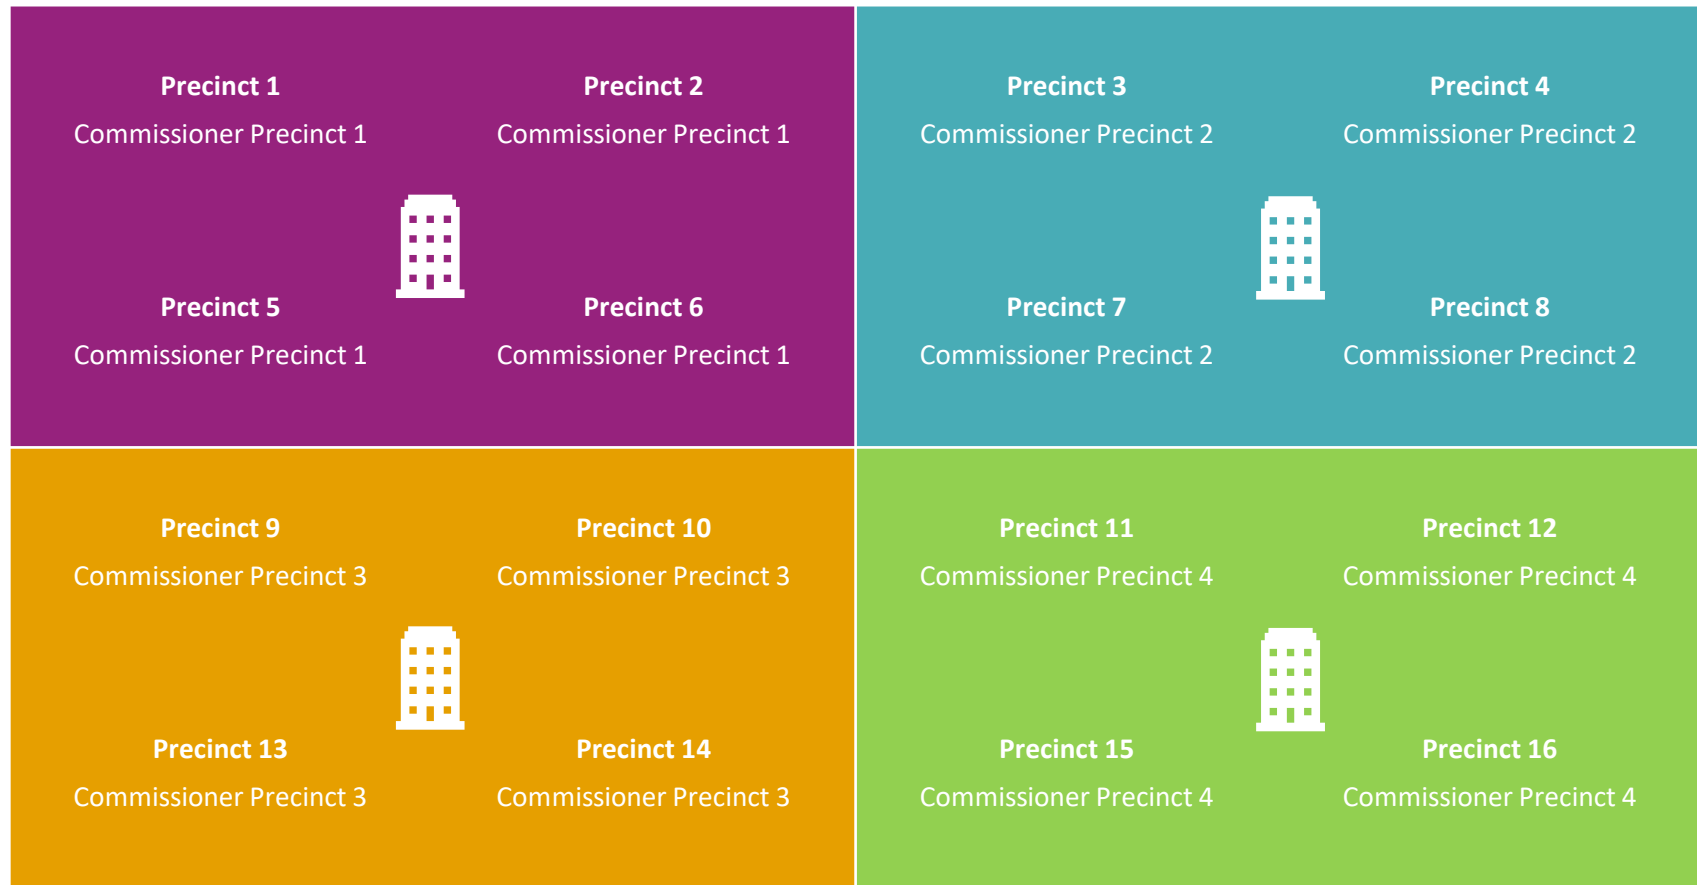 Precinct 1
Commissioner Precinct 1
Precinct 2
Commissioner Precinct 1
Precinct 3
Commissioner Precinct 2
Precinct 4
Commissioner Precinct 2
Precinct 5
Commissioner Precinct 1
Precinct 6
Commissioner Precinct 1
Precinct 7
Commissioner Precinct 2
Precinct 8
Commissioner Precinct 2
Precinct 9
Commissioner Precinct 3
Precinct 10
Commissioner Precinct 3
Precinct 11
Commissioner Precinct 4
Precinct 12
Commissioner Precinct 4
Precinct 13
Commissioner Precinct 3
Precinct 14
Commissioner Precinct 3
Precinct 15
Commissioner Precinct 4
Precinct 16
Commissioner Precinct 4